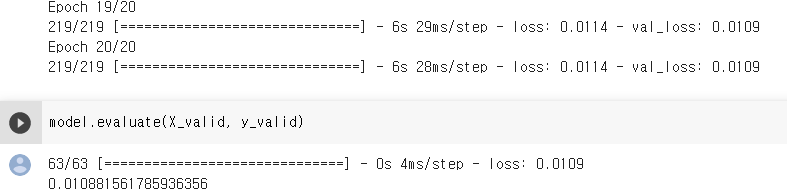 Epoch 19/20
219/219 [==============================] - 6s 29ms/step - loss: 0.0114 - val_loss: 0.0109
Epoch 20/20
219/219 [==============================] - 6s 28ms/step - loss: 0.0114 - val_loss: 0.0109
model.evaluate(X_valid, y_valid)
63/63 [==============================] - 0s 4ms/step - loss: 0.0109
0.010881561785936356